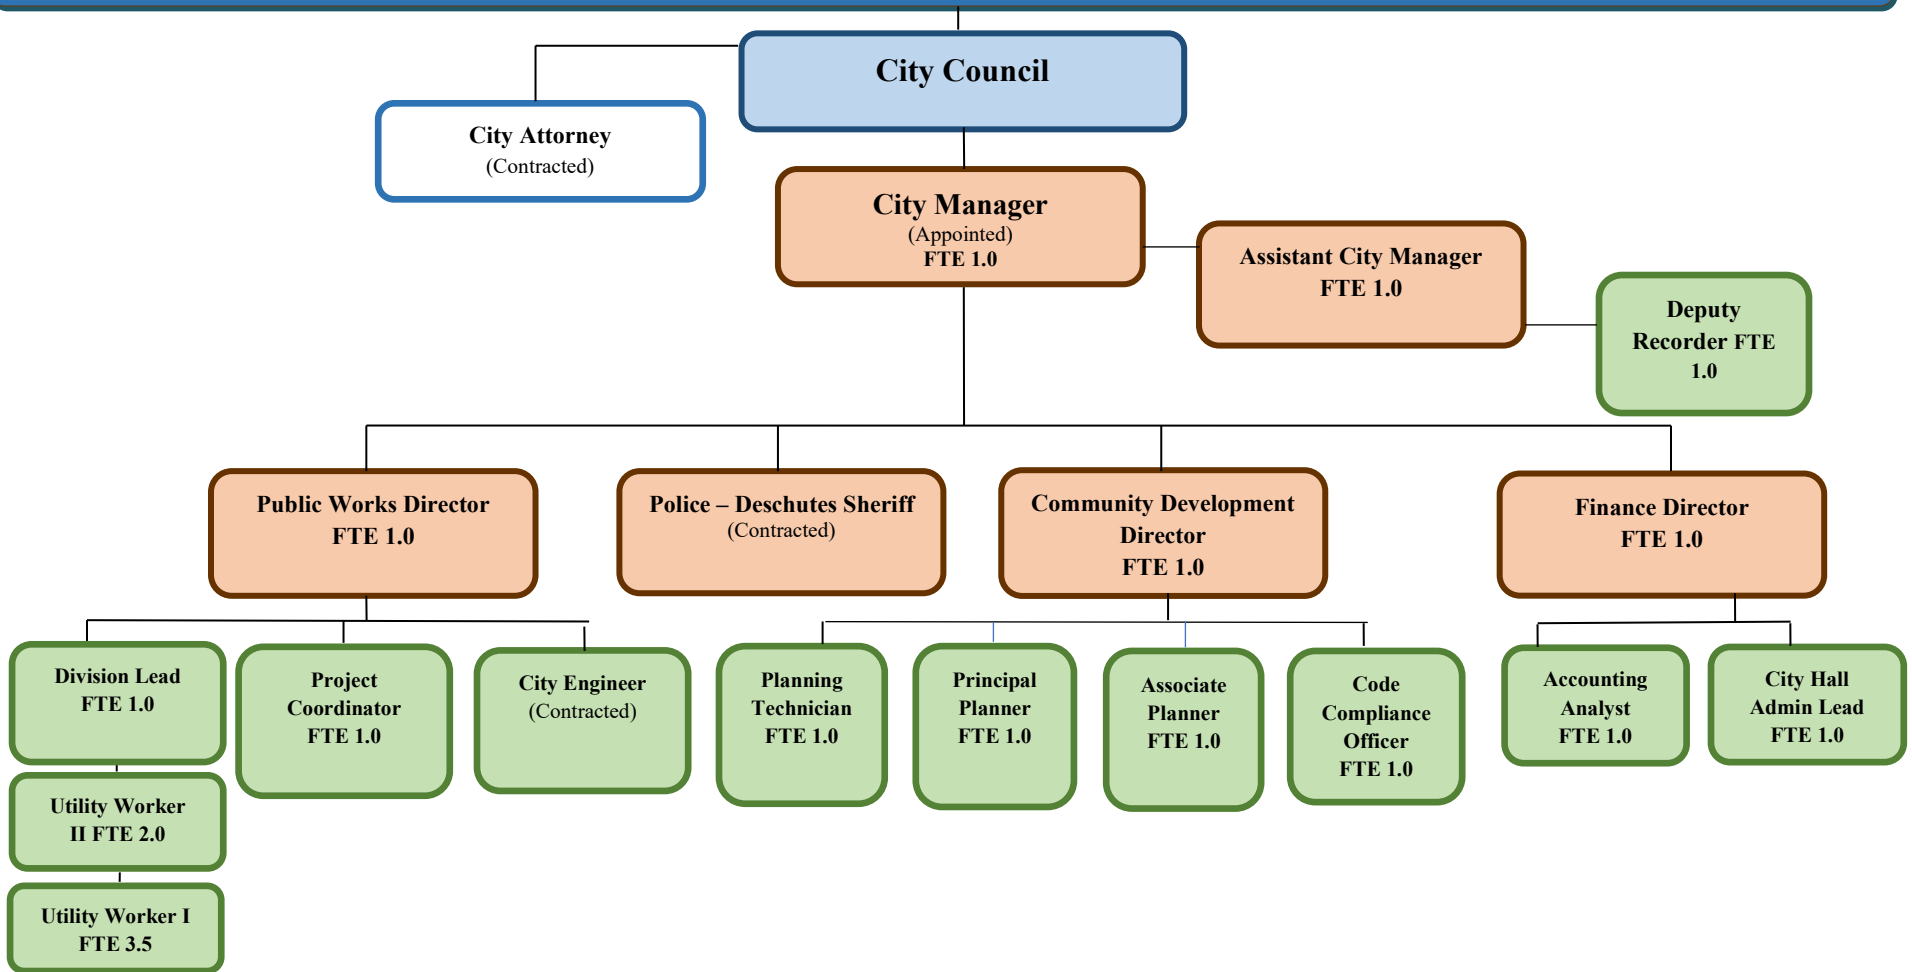 City Council
City Attorney
(Contracted)
City Manager
(Appointed)
FTE 1.0
Assistant City Manager
FTE 1.0
Deputy
Recorder FTE
1.0
Public Works Director
FTE 1.0
Police – Deschutes Sheriff
(Contracted)
Community Development
Director
FTE 1.0
Finance Director
FTE 1.0
Division Lead
FTE 1.0
Project
Coordinator
FTE 1.0
City Engineer
(Contracted)
Planning
Technician
FTE 1.0
Principal
Planner
FTE 1.0
Associate
Planner
FTE 1.0
Code
Compliance
Officer
FTE 1.0
Accounting
Analyst
FTE 1.0
City Hall
Admin Lead
FTE 1.0
Utility Worker
II FTE 2.0
Utility Worker I
FTE 3.5